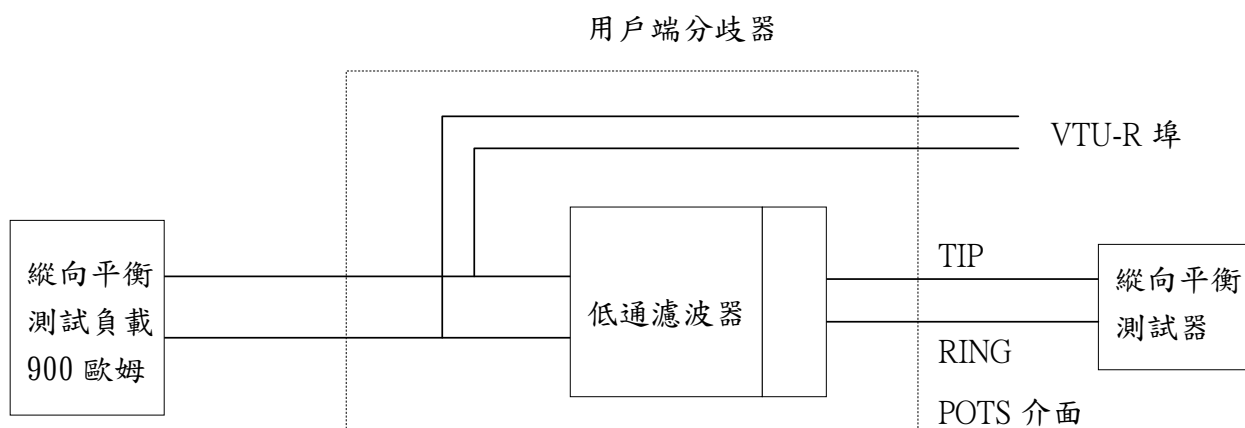 用戶端分歧器
VTU-R 埠
縱向平衡
測試負載
900 歐姆
低通濾波器
TIP
RING
POTS 介面
縱向平衡
測試器